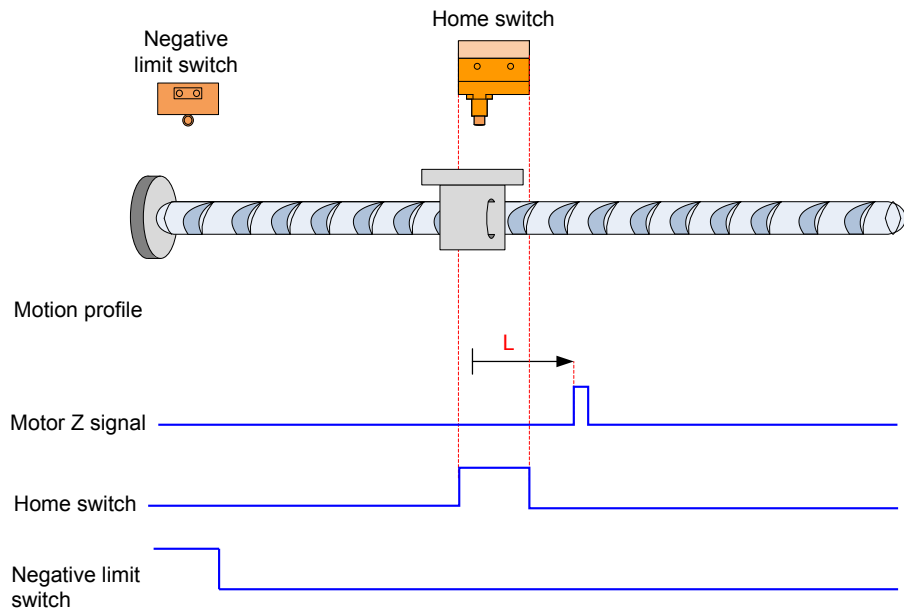 Home switch
Negative
limit switch
Motion profile
L
Motor Z signal
Home switch
Negative limit
switch